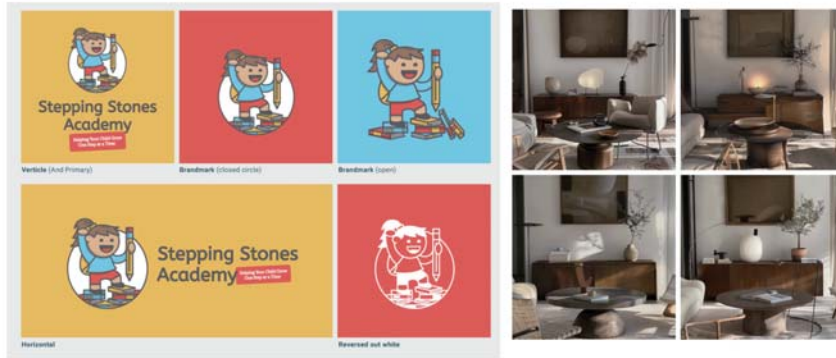 Stepping Stones
Academy
Helping Your Child Grow
One Step at a Time
Verticle (And Primary)
Brandmark (closed circle)
Brandmark (open)
Stepping Stones
Academy
Helping Your Child Grow
One Step at a Time
Horizontal
Reversed out white